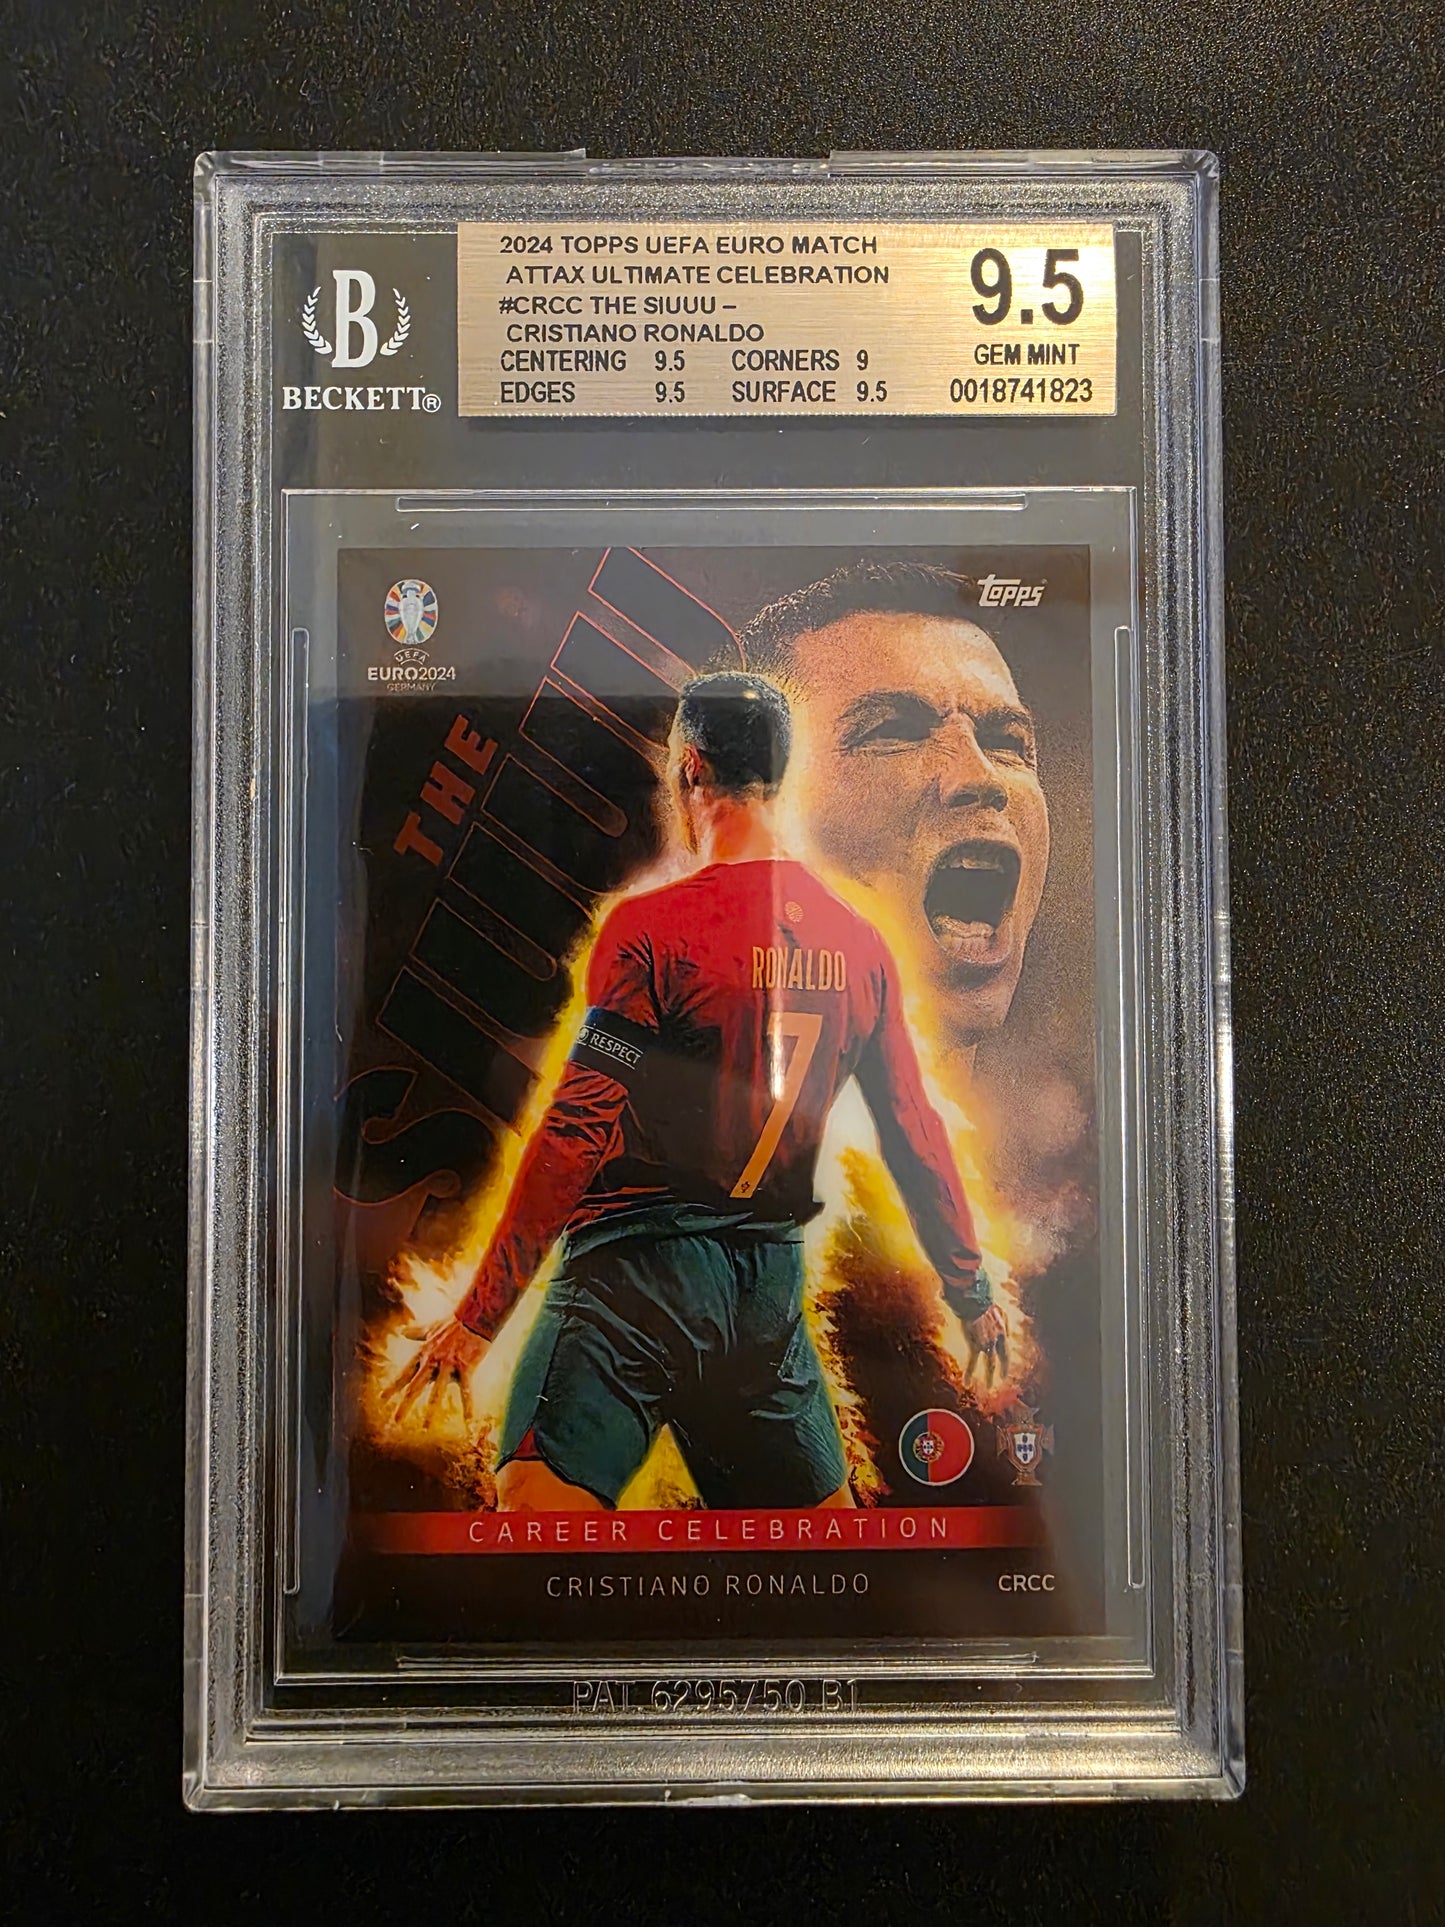 B
BECKETT®
2024 TOPPS UEFA EURO MATCH
ATTAX ULTIMATE CELEBRATION
#CRCC THE SIUUU –
CRISTIANO RONALDO
CENTERING 9.5 CORNERS 9
EDGES 9.5 SURFACE 9.5
9.5
GEM MINT
0018741823
UEFA
EURO2024
GERMANY
Topps
THE
SIUUUU
RONALDO
7
RESPECT
CAREER CELEBRATION
CRISTIANO RONALDO
CRCC
PAT. 6295750 B1